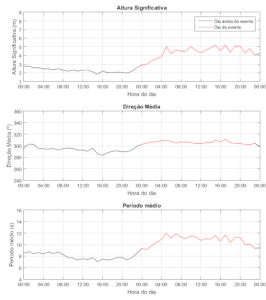 Altura Significativa
Altura Significativa (m)
9
8
7
6
5
4
3
2
1
Dia antes do evento
Dia do evento
00:00 04:00 08:00 12:00 16:00 20:00 00:00 04:00 08:00 12:00 16:00 20:00 00:00
Hora do dia
Direção Média
Direção Média (º)
360
340
320
300
280
260
240
00:00 04:00 08:00 12:00 16:00 20:00 00:00 04:00 08:00 12:00 16:00 20:00 00:00
Hora do dia
Período médio
Período médio (s)
16
14
12
10
8
6
4
00:00 04:00 08:00 12:00 16:00 20:00 00:00 04:00 08:00 12:00 16:00 20:00 00:00
Hora do dia